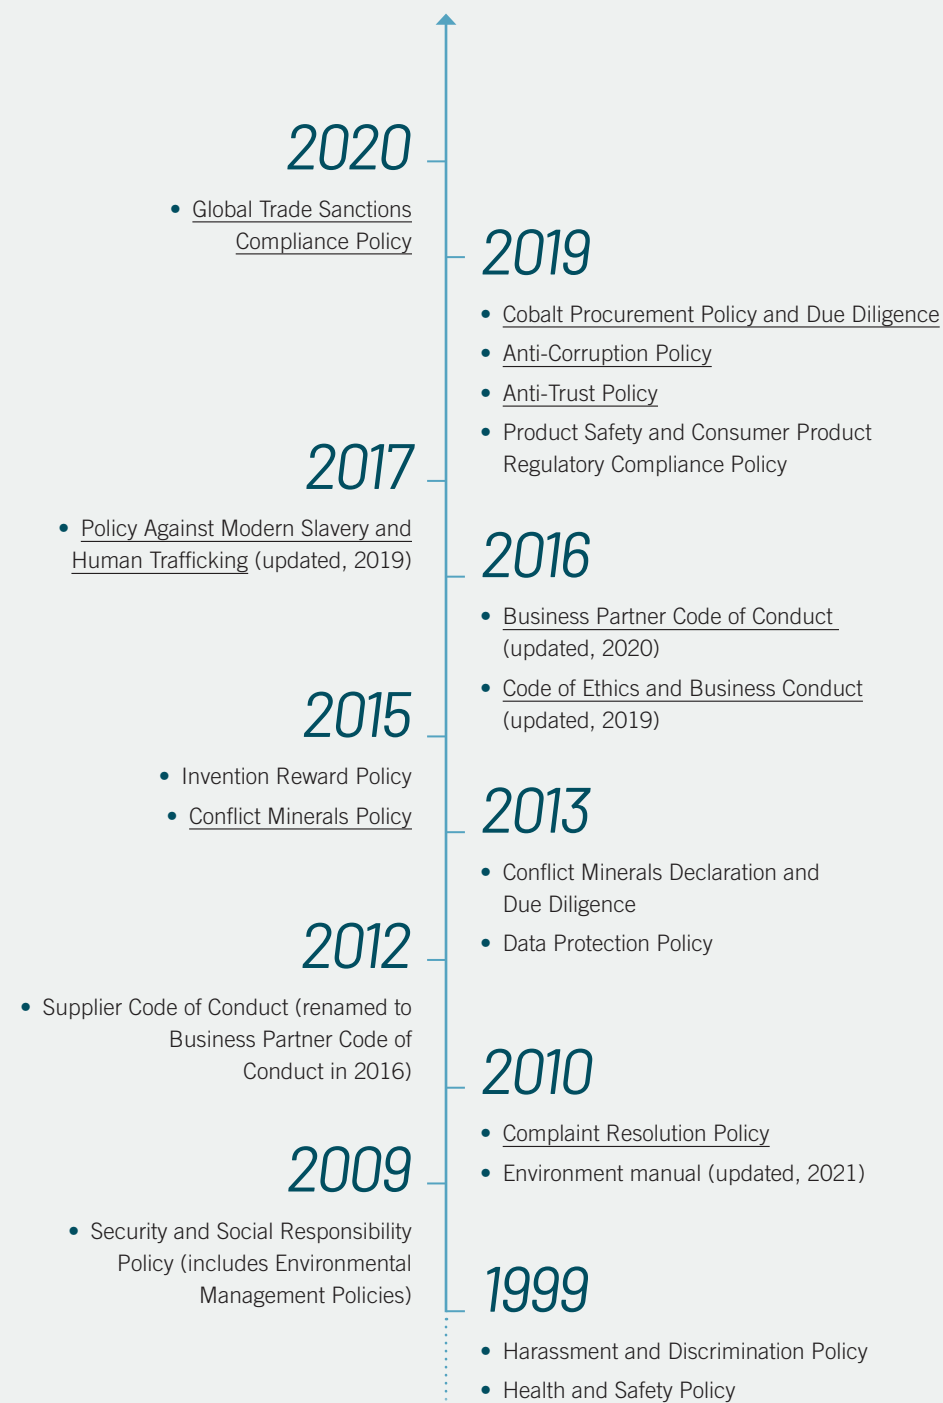 2020
• Global Trade Sanctions
Compliance Policy
2019
• Cobalt Procurement Policy and Due Diligence
• Anti-Corruption Policy
• Anti-Trust Policy
• Product Safety and Consumer Product
Regulatory Compliance Policy
2017
• Policy Against Modern Slavery and
Human Trafficking (updated, 2019)
2016
• Business Partner Code of Conduct
(updated, 2020)
• Code of Ethics and Business Conduct
(updated, 2019)
2015
• Invention Reward Policy
• Conflict Minerals Policy
2013
• Conflict Minerals Declaration and
Due Diligence
• Data Protection Policy
2012
• Supplier Code of Conduct (renamed to
Business Partner Code of
Conduct in 2016)
2010
• Complaint Resolution Policy
• Environment manual (updated, 2021)
2009
• Security and Social Responsibility
Policy (includes Environmental
Management Policies)
1999
• Harassment and Discrimination Policy
• Health and Safety Policy